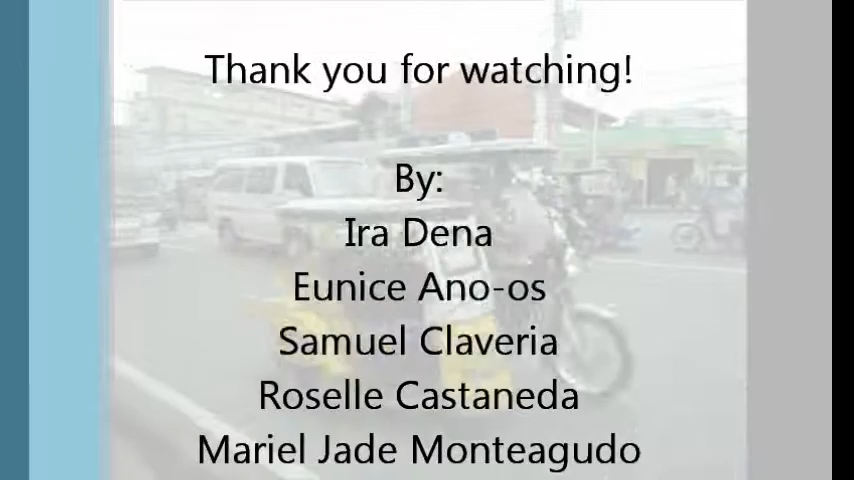 Thank you for watching!
By:
Ira Dena
Eunice Ano-os
Samuel Claveria
Roselle Castaneda
Mariel Jade Monteagudo